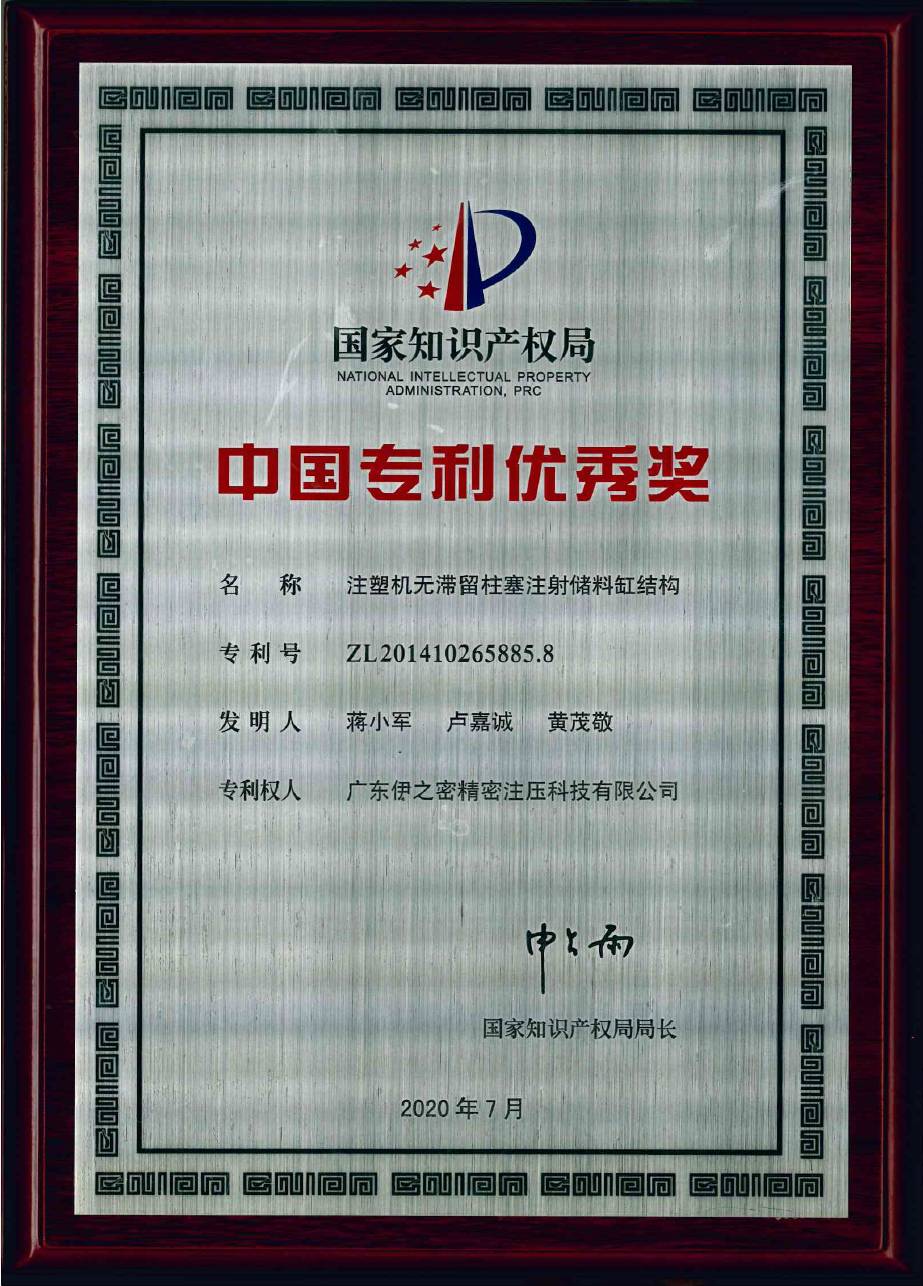 国家知识产权局
NATIONAL INTELLECTUAL PROPERTY
ADMINISTRATION, PRC
中国专利优秀奖
名 称 注塑机无滞留柱塞注射储料缸结构
专利号 ZL201410265885.8
发明人 蒋小军 卢嘉诚 黄茂敬
专利权人 广东伊之密精密注压科技有限公司
申长雨
国家知识产权局局长
2020年7月